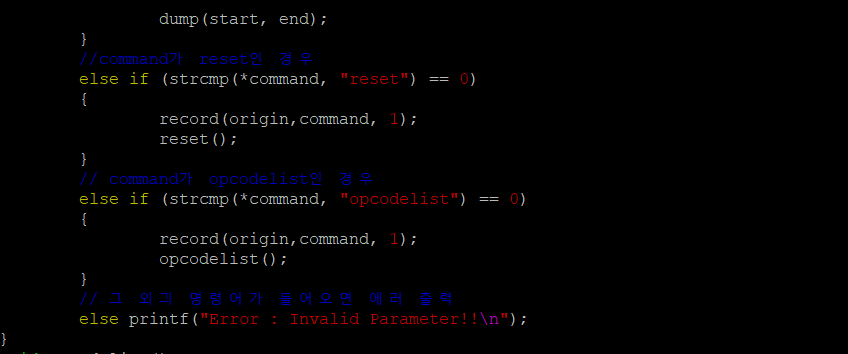 dump(start, end);
}
//command가 reset인 경우
else if (strcmp(*command, "reset") == 0)
{
record(origin,command, 1);
reset();
}
// command가 opcodelist인 경우
else if (strcmp(*command, "opcodelist") == 0)
{
record(origin,command, 1);
opcodelist();
}
// 그 외의 명령어가 들어오면 에러 출력
else printf("Error : Invalid Parameter!!\n");
}